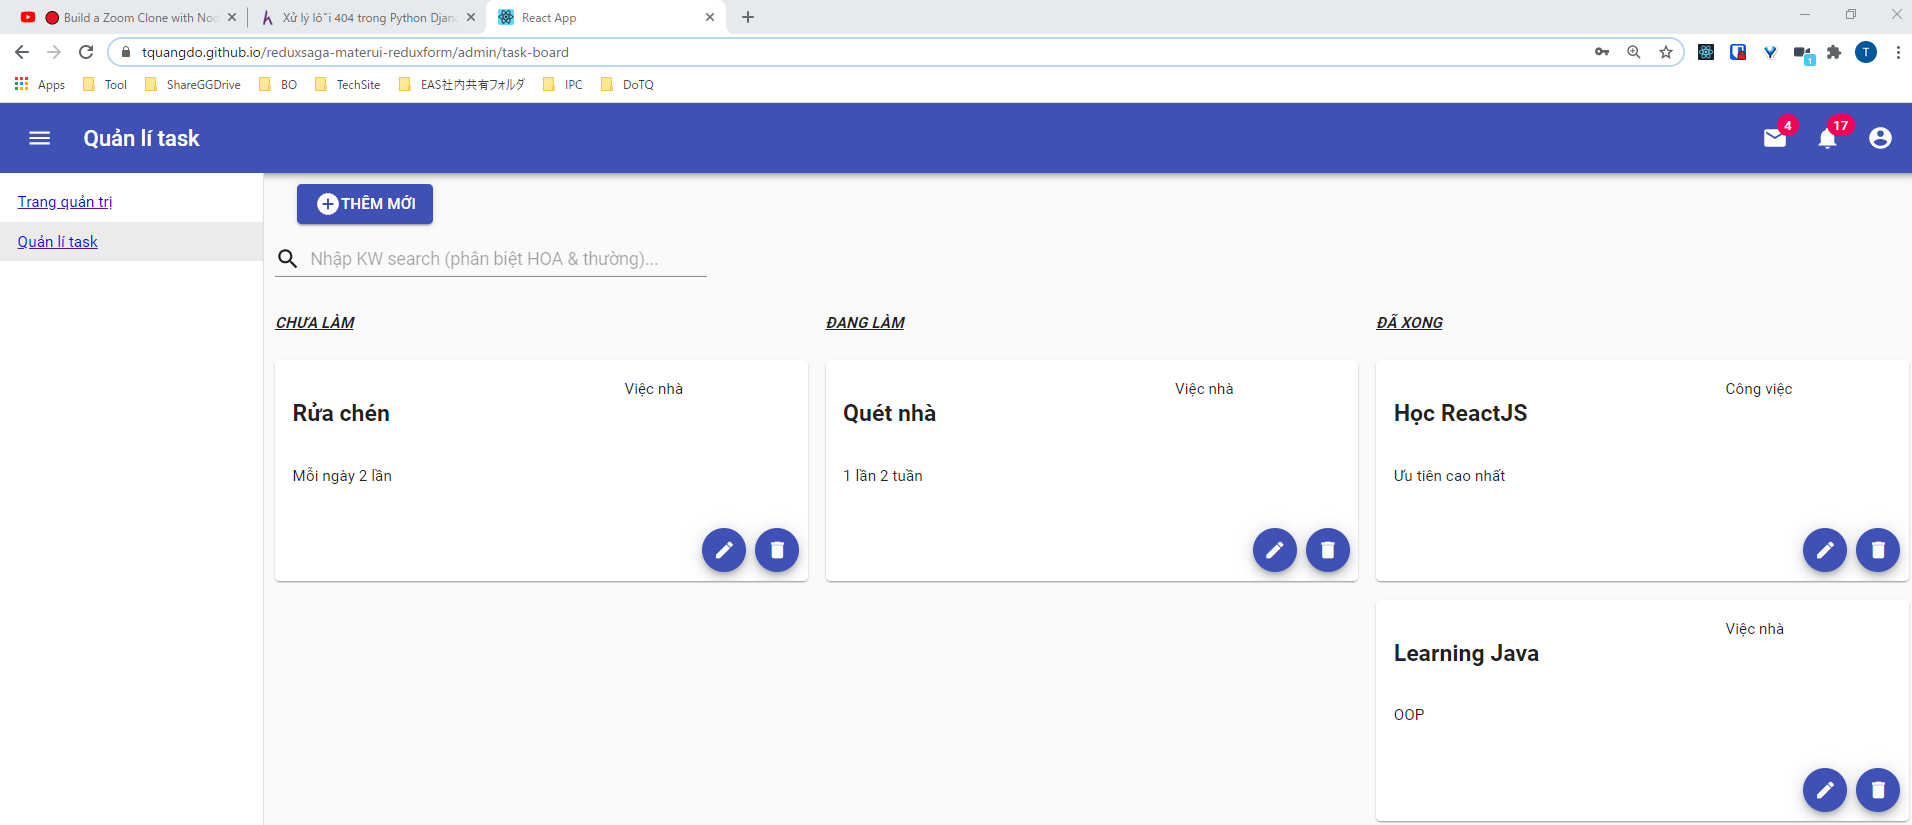 Build a Zoom Clone with Nod
Xử lý lỗi 404 trong Python Djan
React App
tquangdo.github.io/reduxsaga-materui-reduxform/admin/task-board
1
T
Apps
Tool
ShareGGDrive
BO
TechSite
EAS社内共有フォルダ
IPC
DoTQ
Quản lí task
4
17
Trang quản trị
Quản lí task
THÊM MỚI
Nhập KW search (phân biệt HOA & thường)...
CHƯA LÀM
ĐANG LÀM
ĐÃ XONG
Việc nhà
Rửa chén
Mỗi ngày 2 lần
Việc nhà
Quét nhà
1 lần 2 tuần
Công việc
Học ReactJS
Ưu tiên cao nhất
Việc nhà
Learning Java
OOP